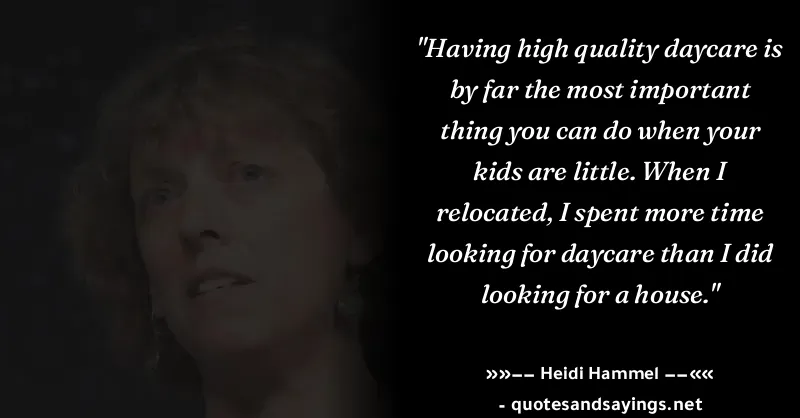 "Having high quality daycare is
by far the most important
thing you can do when your
kids are little. When I
relocated, I spent more time
looking for daycare than I did
looking for a house."
»»−− Heidi Hammel −−««
- quotesandsayings.net